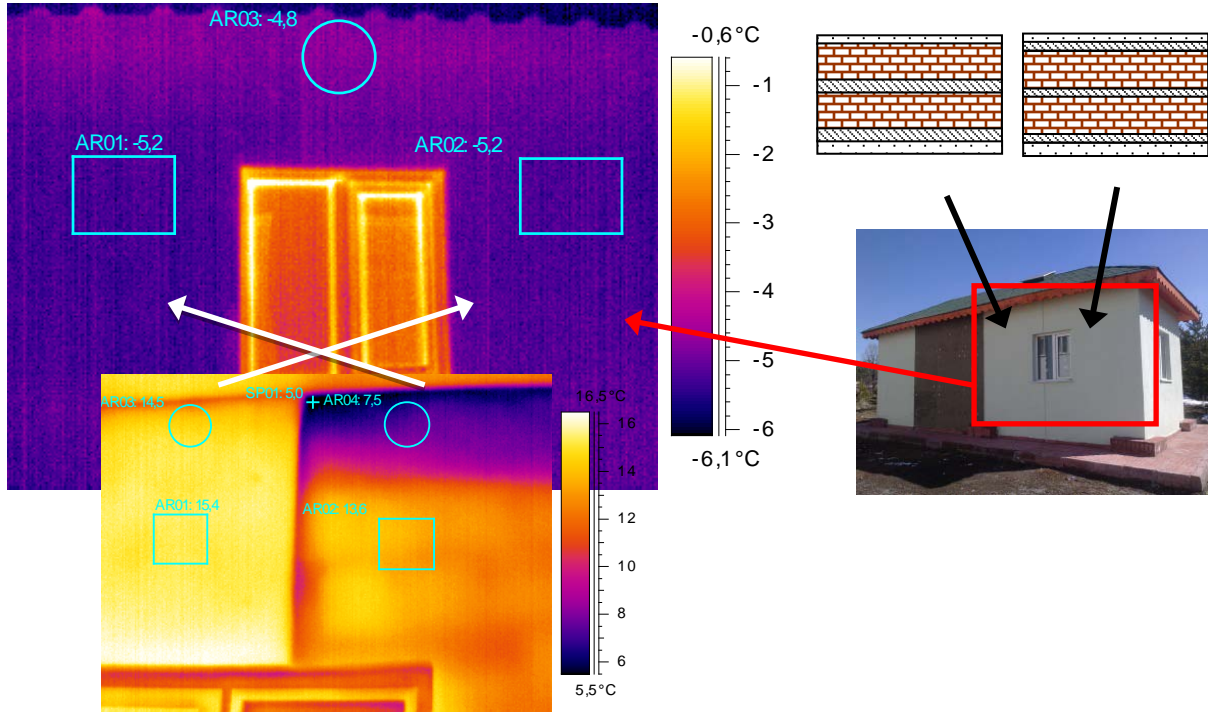 AR03: -4,8
AR01: -5,2
AR02: -5,2
-0,6°C
-1
-2
-3
-4
-5
-6
-6,1°C
AR03: 14,5
SP01: 5,0
AR04: 7,5
AR01: 15,4
AR02: 13,6
16,5°C
16
14
12
10
8
6
5,5°C